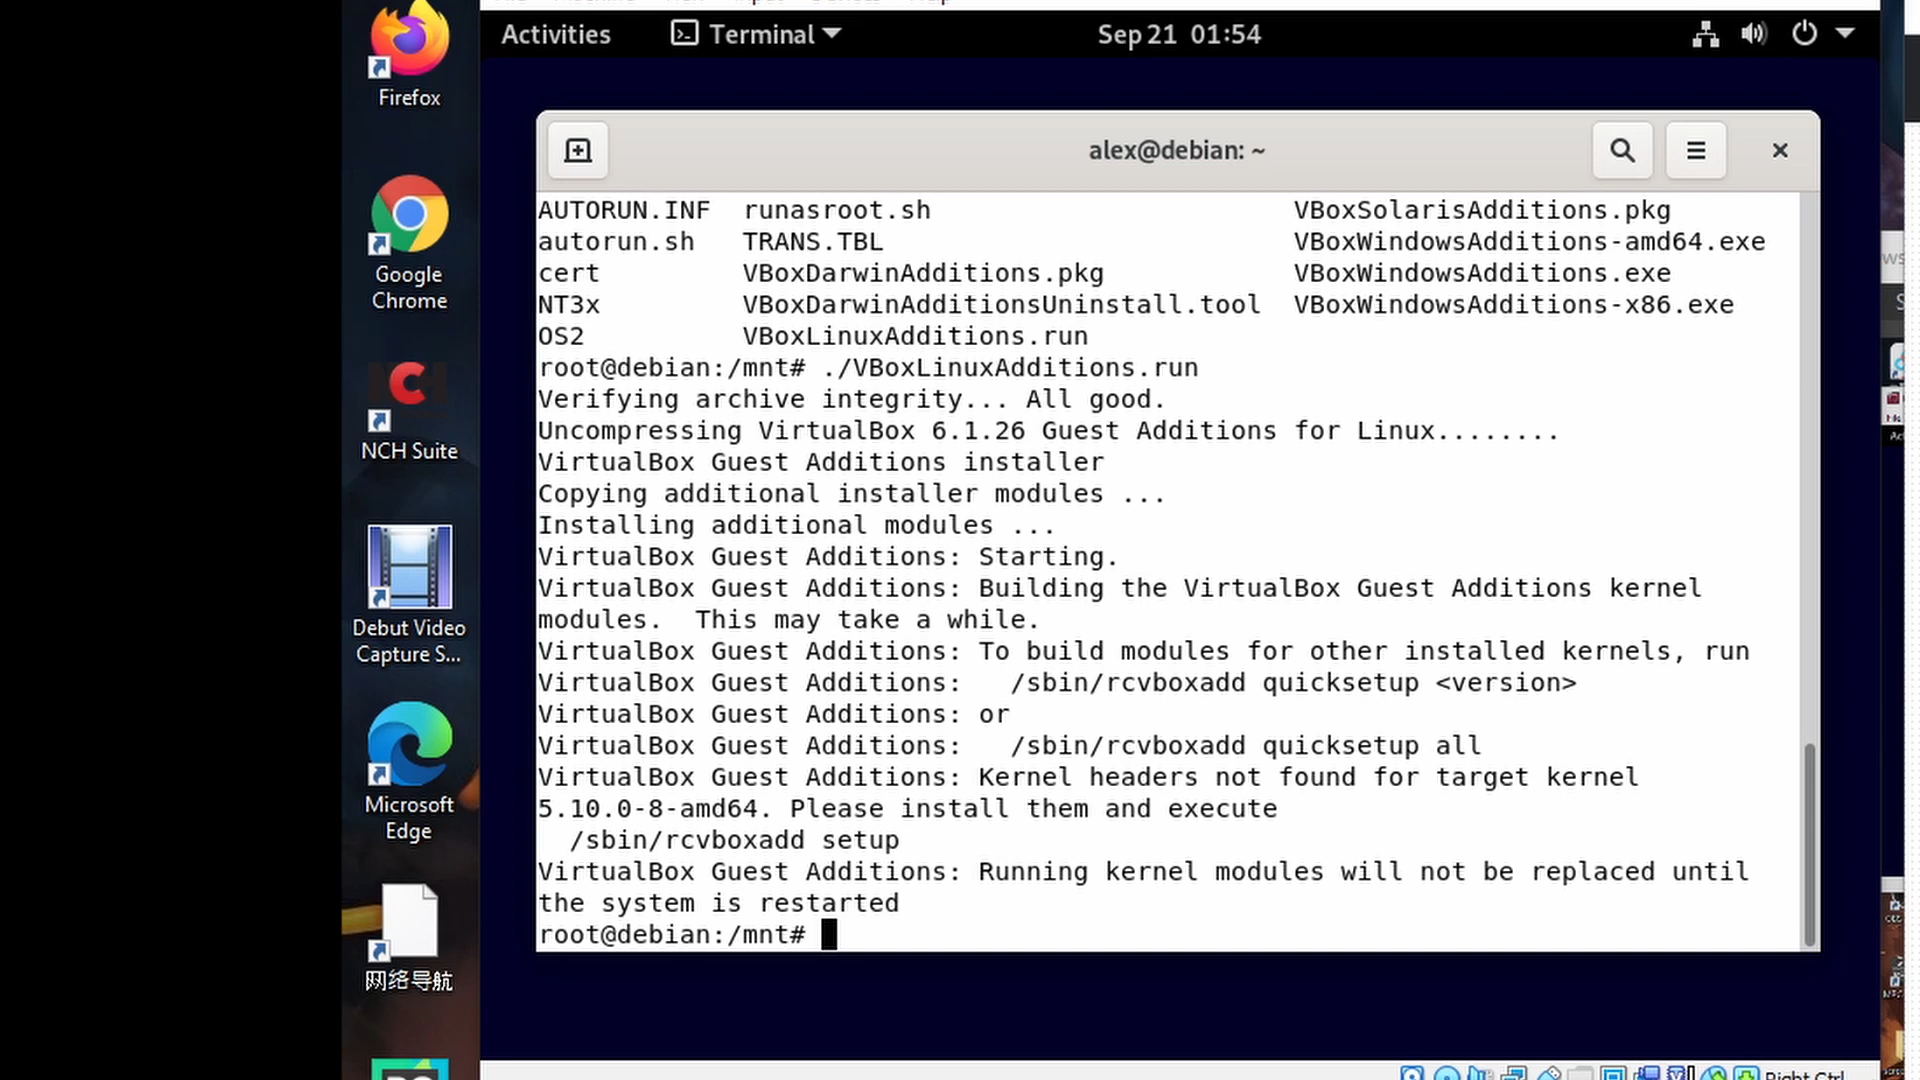 Activities
Terminal
Sep 21 01:54
Firefox
Google
Chrome
NCH Suite
Debut Video
Capture S...
Microsoft
Edge
网络导航
alex@debian: ~
AUTORUN.INF runasroot.sh VBoxSolarisAdditions.pkg
autorun.sh TRANS.TBL VBoxWindowsAdditions-amd64.exe
cert VBoxDarwinAdditions.pkg VBoxWindowsAdditions.exe
NT3x VBoxDarwinAdditionsUninstall.tool VBoxWindowsAdditions-x86.exe
OS2 VBoxLinuxAdditions.run
root@debian:/mnt# ./VBoxLinuxAdditions.run
Verifying archive integrity... All good.
Uncompressing VirtualBox 6.1.26 Guest Additions for Linux........
VirtualBox Guest Additions installer
Copying additional installer modules ...
Installing additional modules ...
VirtualBox Guest Additions: Starting.
VirtualBox Guest Additions: Building the VirtualBox Guest Additions kernel
modules. This may take a while.
VirtualBox Guest Additions: To build modules for other installed kernels, run
VirtualBox Guest Additions: /sbin/rcvboxadd quicksetup <version>
VirtualBox Guest Additions: or
VirtualBox Guest Additions: /sbin/rcvboxadd quicksetup all
VirtualBox Guest Additions: Kernel headers not found for target kernel
5.10.0-8-amd64. Please install them and execute
/sbin/rcvboxadd setup
VirtualBox Guest Additions: Running kernel modules will not be replaced until
the system is restarted
root@debian:/mnt#
Right Ctrl